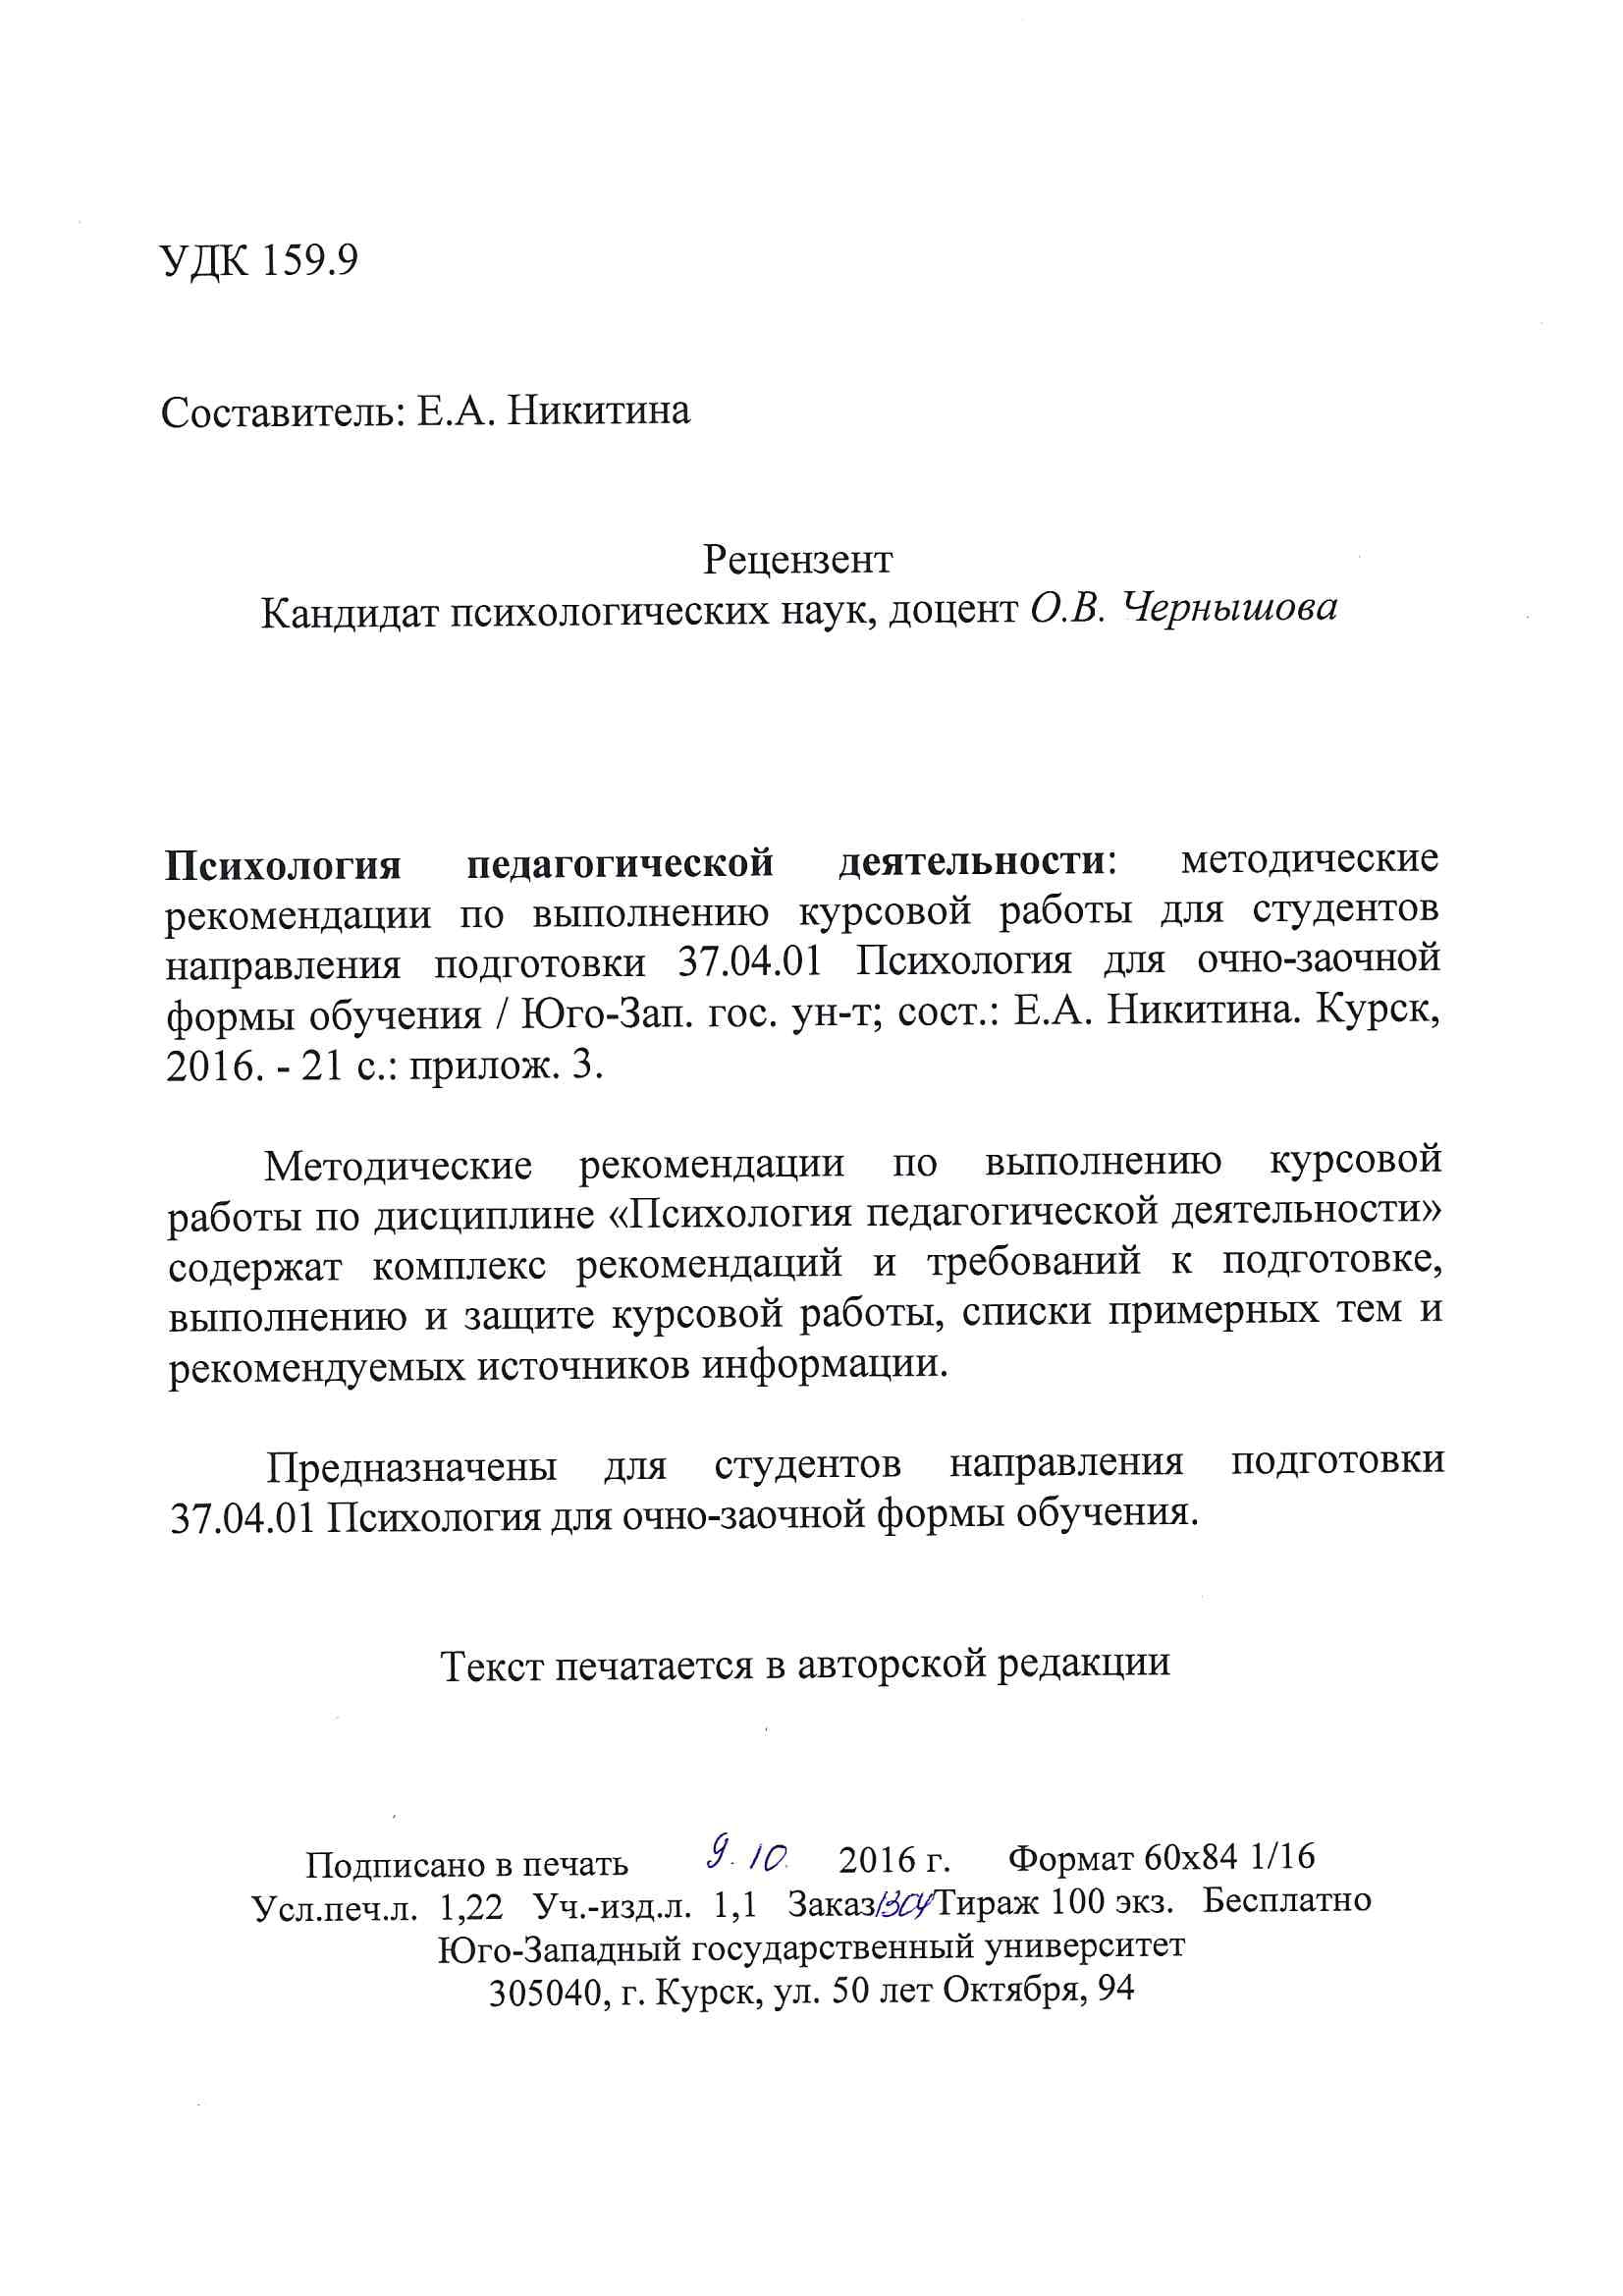 УДК 159.9
Составитель: Е.А. Никитина
Рецензент
Кандидат психологических наук, доцент О.В. Чернышова
Психология педагогической деятельности: методические
рекомендации по выполнению курсовой работы для студентов
направления подготовки 37.04.01 Психология для очно-заочной
формы обучения / Юго-Зап. гос. ун-т; сост.: Е.А. Никитина. Курск,
2016. - 21 с.: прилож. 3.
Методические рекомендации по выполнению курсовой
работы по дисциплине «Психология педагогической деятельности»
содержат комплекс рекомендаций и требований к подготовке,
выполнению и защите курсовой работы, списки примерных тем и
рекомендуемых источников информации.
Предназначены для студентов направления подготовки
37.04.01 Психология для очно-заочной формы обучения.
Текст печатается в авторской редакции
Подписано в печать 9. 10. 2016 г. Формат 60х84 1/16
Усл.печ.л. 1,22 Уч.-изд.л. 1,1 Заказ Тираж 100 экз. Бесплатно
Юго-Западный государственный университет
305040, г. Курск, ул. 50 лет Октября, 94